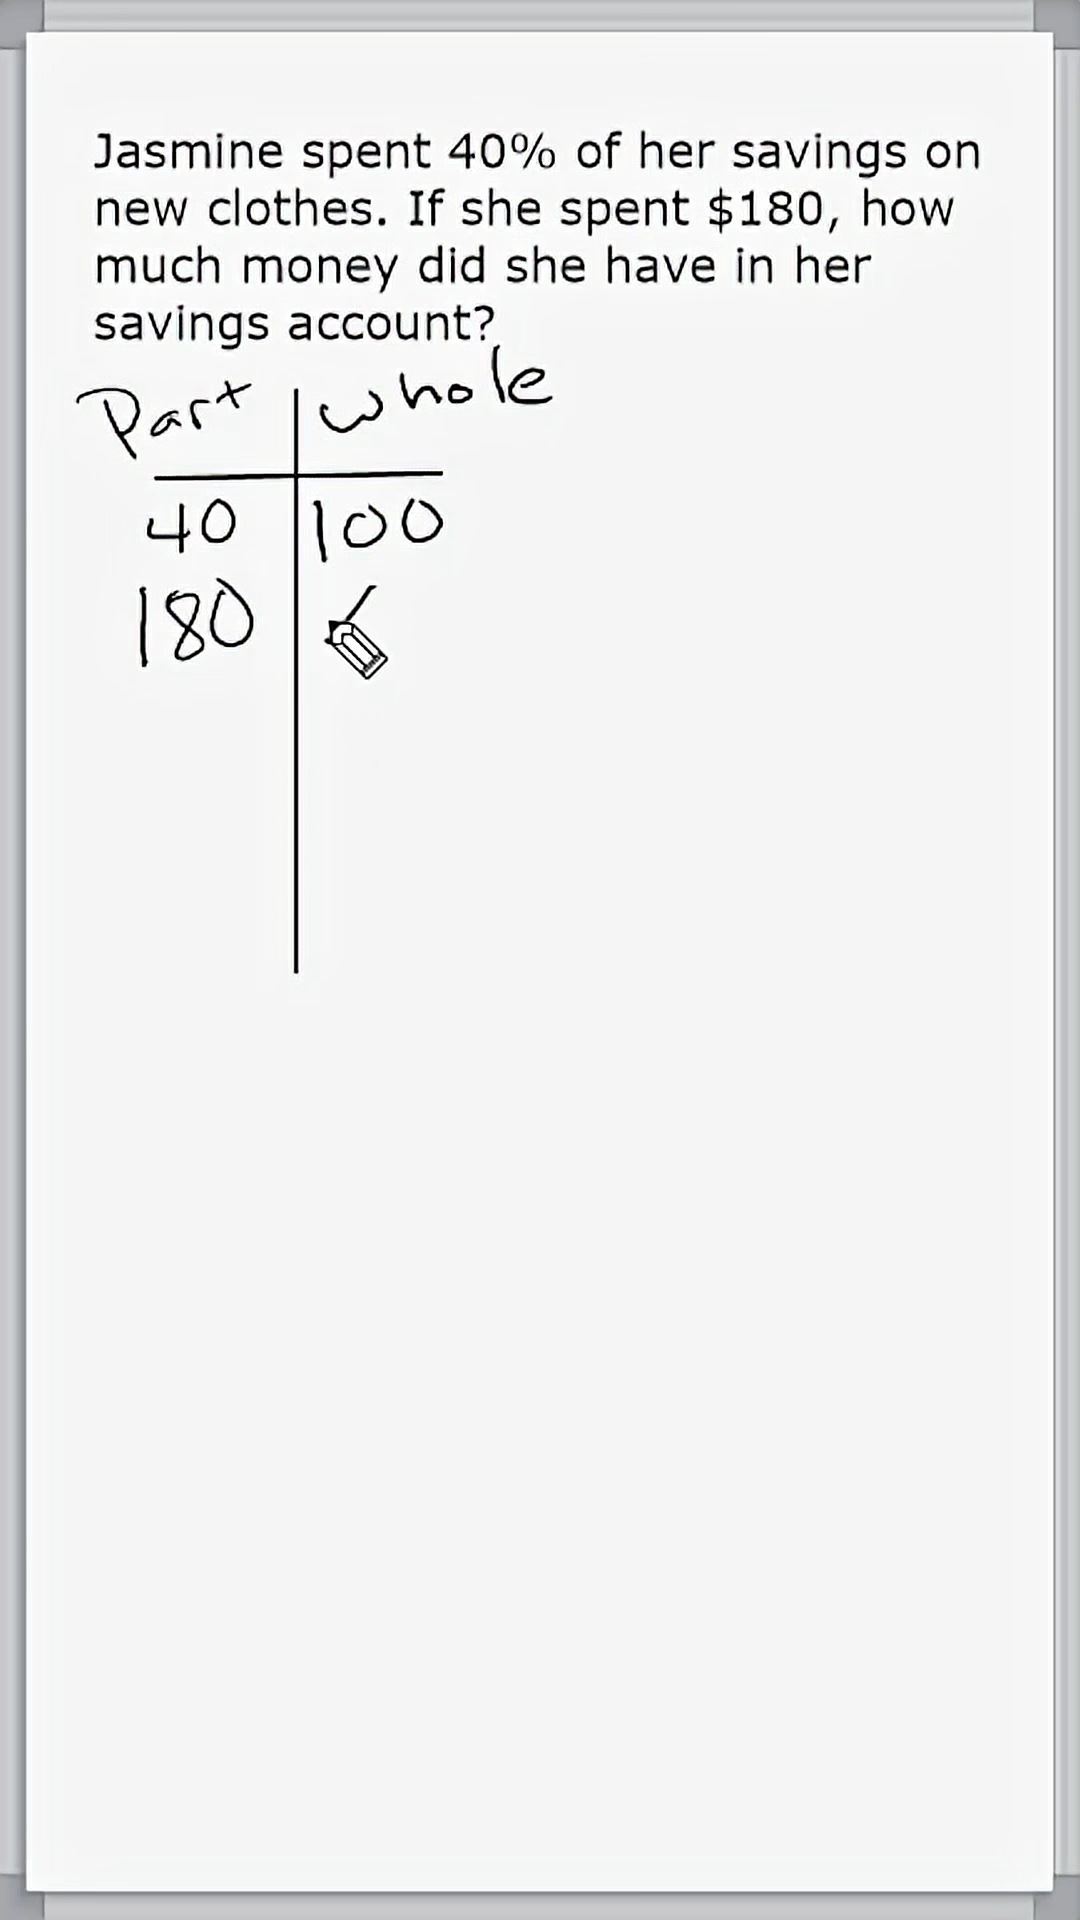 Jasmine spent 40% of her savings on
new clothes. If she spent $180, how
much money did she have in her
savings account?
Part whole
40 100
180